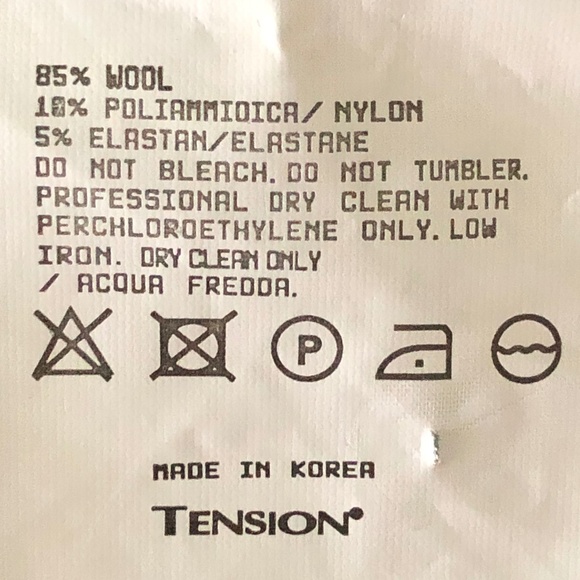 85% WOOL
10% POLIAMMIDICA/ NYLON
5% ELASTAN/ELASTANE
DO NOT BLEACH. DO NOT TUMBLER.
PROFESSIONAL DRY CLEAN WITH
PERCHLOROETHYLENE ONLY. LOW
IRON. DRY CLEAN ONLY
/ ACQUA FREDDA.
P
MADE IN KOREA
TENSION